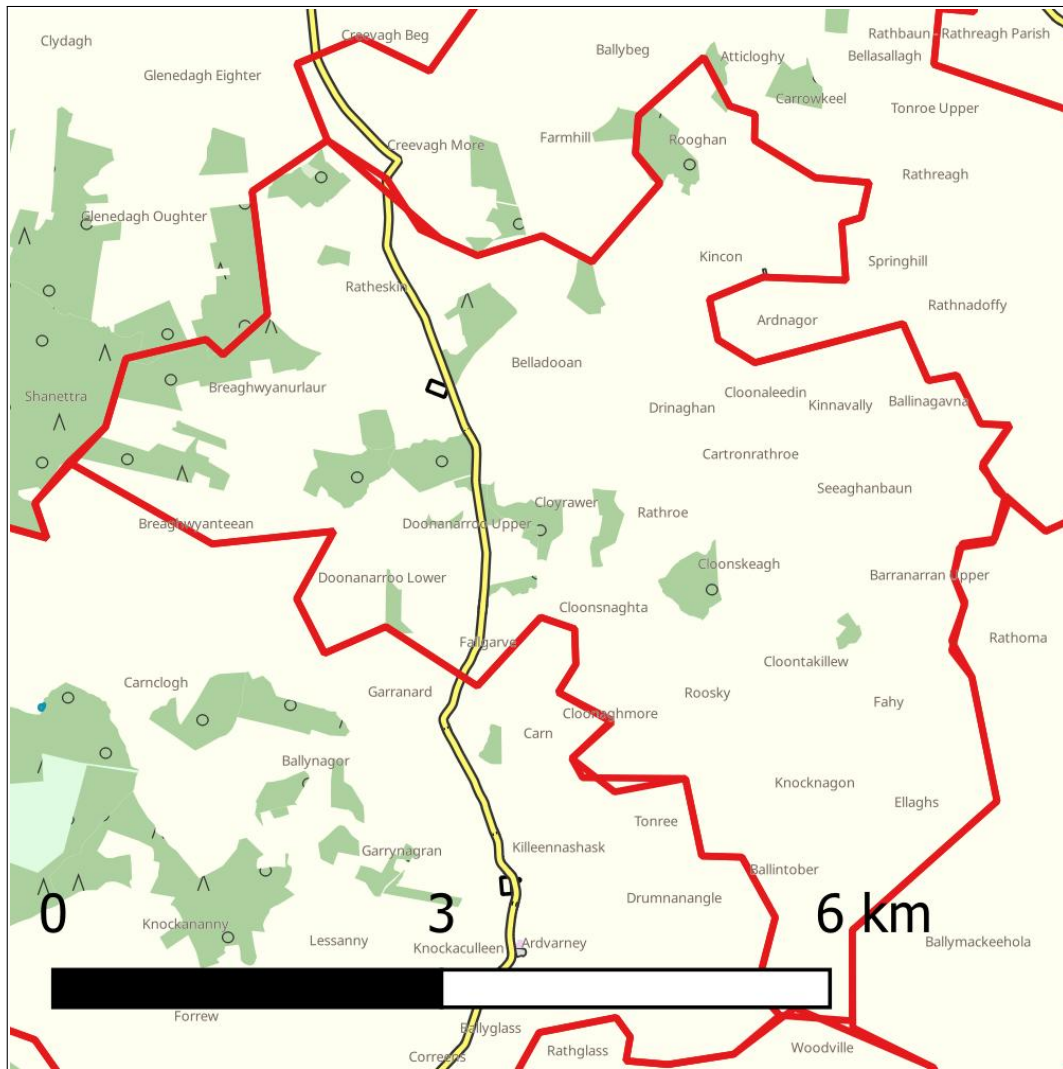 Rathbaun - Rathreagh Parish
Creevagh Beg
Clydagh
Ballybeg
Atticloghy
Bellasallagh
Glenedagh Eighter
Carrowkeel
Tonroe Upper
Farmhill
Rooghan
Creevagh More
Rathreagh
Glenedagh Oughter
Kincon
Springhill
Ratheskin
Rathnadoffy
Ardnagor
Belladooan
Breaghwyanurlaur
Cloonaleedin
Shanettra
Drinaghan
Kinnavally
Ballinagavna
Cartronrathroe
Seeaghanbaun
Cloyrawer
Rathroe
Breaghwyanteean
Doonanarroo Upper
Cloonskeagh
Doonanarroo Lower
Barranarran Upper
Cloonsnaghta
Rathoma
Fallgarve
Cloontakillew
Carnclogh
Garranard
Roosky
Fahy
Cloonaghmore
Carn
Ballynagor
Knocknagon
Ellaghs
Tonree
Garrynagran
Killeennashask
Ballintober
Drumnanangle
0 3 6 km
Knockananny
Lessanny
Knockaculleen
Ardvarney
Ballymackeehola
Forrew
Ballyglass
Rathglass
Woodville
Correens